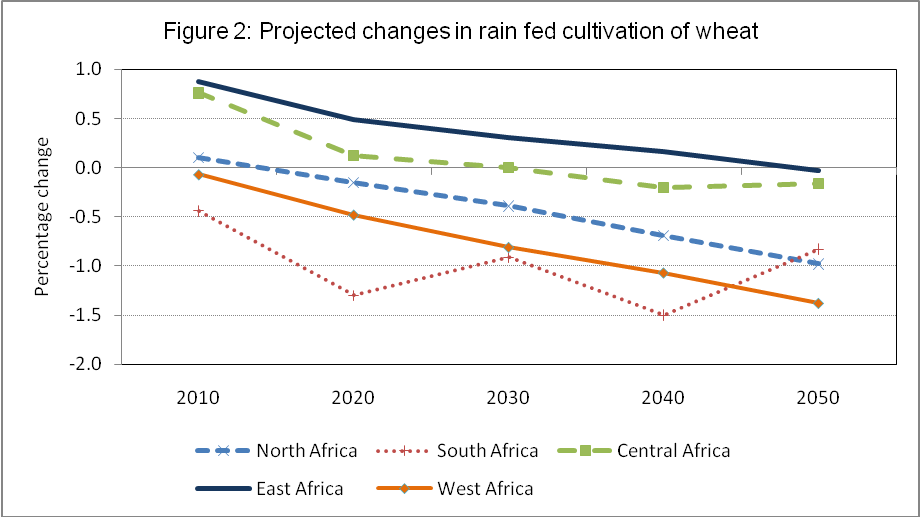 Figure 2: Projected changes in rain fed cultivation of wheat
Percentage change
1.0
0.5
0.0
-0.5
-1.0
-1.5
-2.0
2010 2020 2030 2040 2050
North Africa South Africa Central Africa
East Africa West Africa